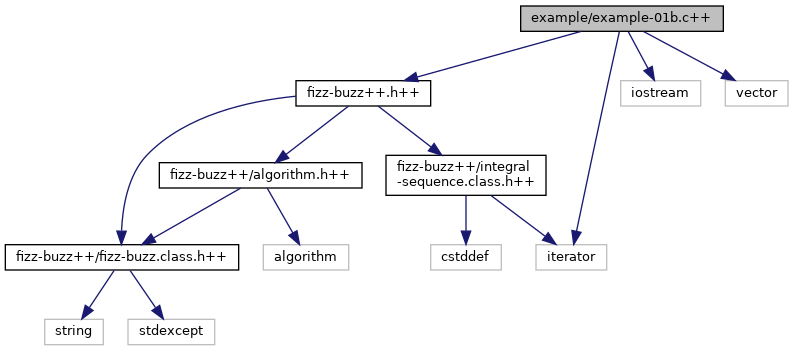 example/example-01b.c++
fizz-buzz++.h++
iostream
vector
fizz-buzz++/algorithm.h++
fizz-buzz++/integral
-sequence.class.h++
fizz-buzz++/fizz-buzz.class.h++
algorithm
cstddef
iterator
string
stdexcept